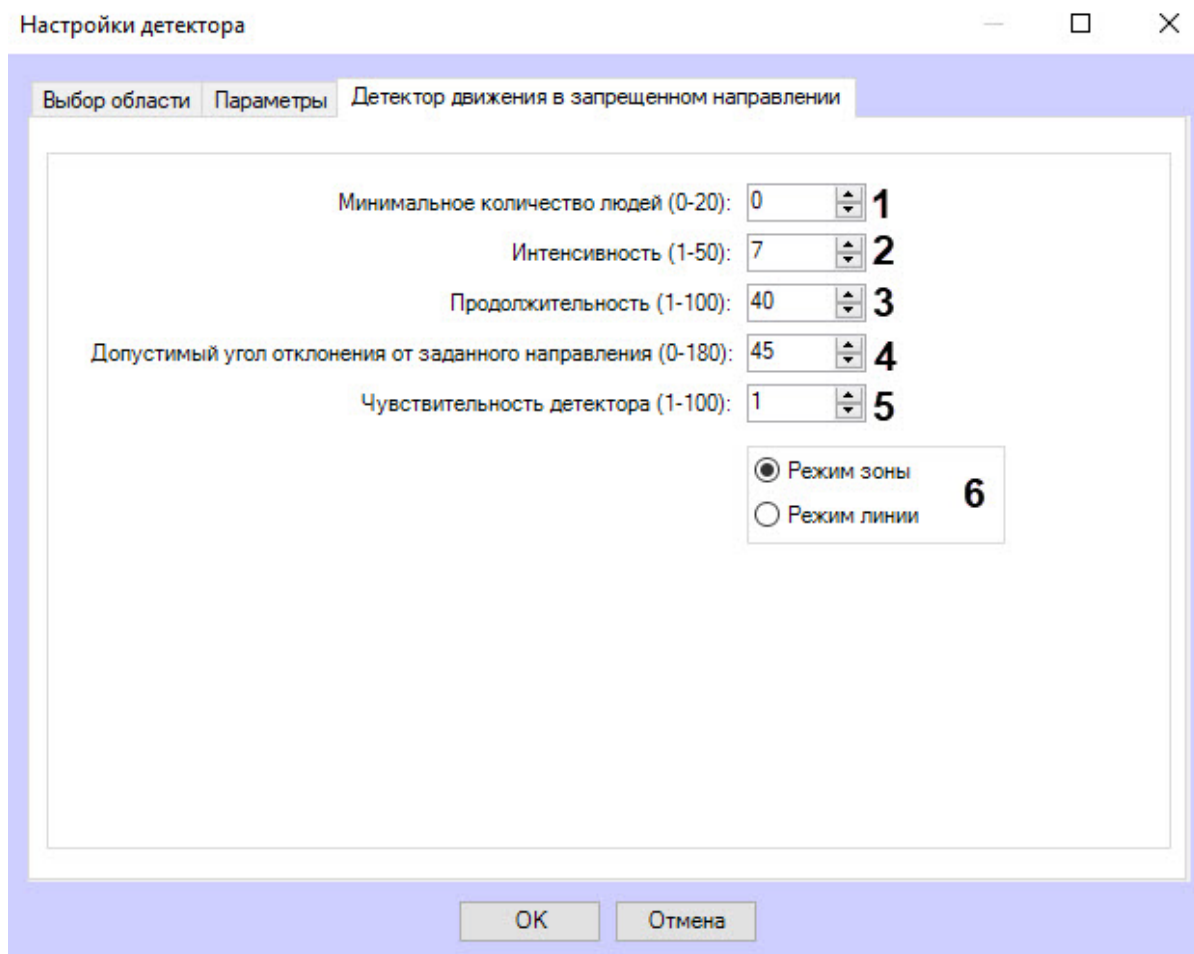 Настройки детектора
Выбор области Параметры Детектор движения в запрещенном направлении
Минимальное количество людей (0-20): 0 1
Интенсивность (1-50): 7 2
Продолжительность (1-100): 40 3
Допустимый угол отклонения от заданного направления (0-180): 45 4
Чувствительность детектора (1-100): 1 5
Режим зоны
6
Режим линии
OK Отмена